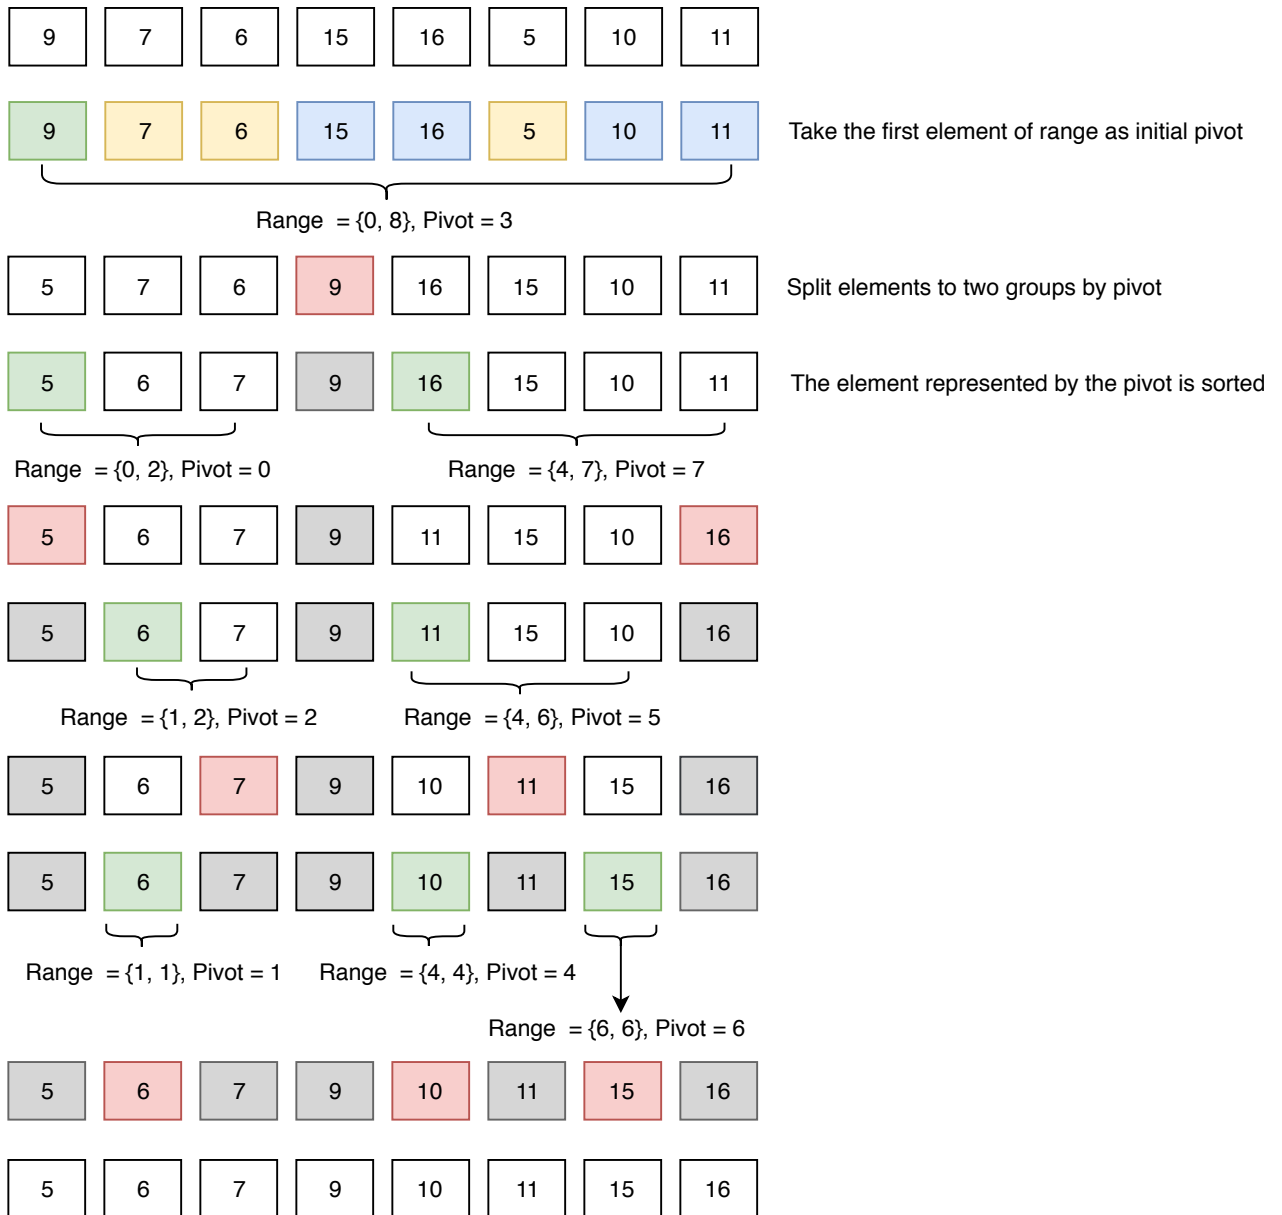 9 7 6 15 16 5 10 11
9 7 6 15 16 5 10 11 Take the first element of range as initial pivot
Range = {0, 8}, Pivot = 3
5 7 6 9 16 15 10 11 Split elements to two groups by pivot
5 6 7 9 16 15 10 11 The element represented by the pivot is sorted
Range = {0, 2}, Pivot = 0 Range = {4, 7}, Pivot = 7
5 6 7 9 11 15 10 16
5 6 7 9 11 15 10 16
Range = {1, 2}, Pivot = 2 Range = {4, 6}, Pivot = 5
5 6 7 9 10 11 15 16
5 6 7 9 10 11 15 16
Range = {1, 1}, Pivot = 1 Range = {4, 4}, Pivot = 4
Range = {6, 6}, Pivot = 6
5 6 7 9 10 11 15 16
5 6 7 9 10 11 15 16